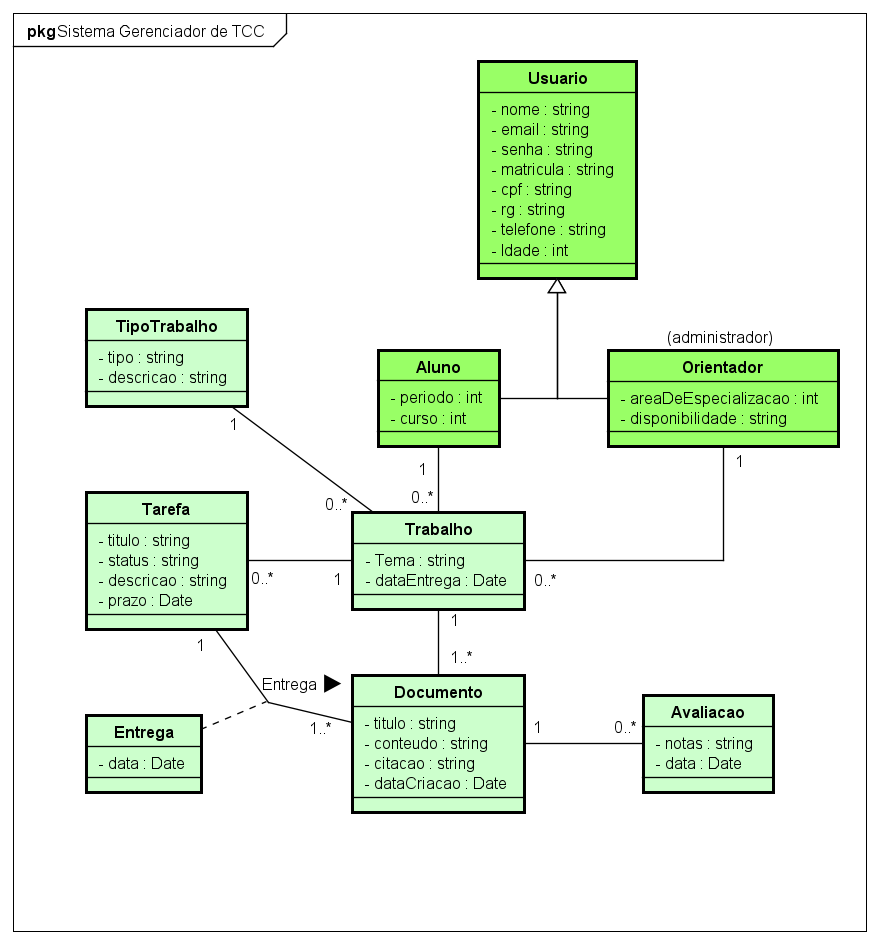 pkg Sistema Gerenciador de TCC
Usuario
- nome : string
- email : string
- senha : string
- matricula : string
- cpf : string
- rg : string
- telefone : string
- Idade : int
TipoTrabalho
- tipo : string
- descricao : string
Aluno
- periodo : int
- curso : int
(administrador)
Orientador
- areaDeEspecializacao : int
- disponibilidade : string
1
0..*
1
0..*
1
0..*
Tarefa
- titulo : string
- status : string
- descricao : string
- prazo : Date
0..*
1
Trabalho
- Tema : string
- dataEntrega : Date
1
1..*
1
Entrega
1..*
Entrega
- data : Date
Documento
- titulo : string
- conteudo : string
- citacao : string
- dataCriacao : Date
1
0..*
Avaliacao
- notas : string
- data : Date